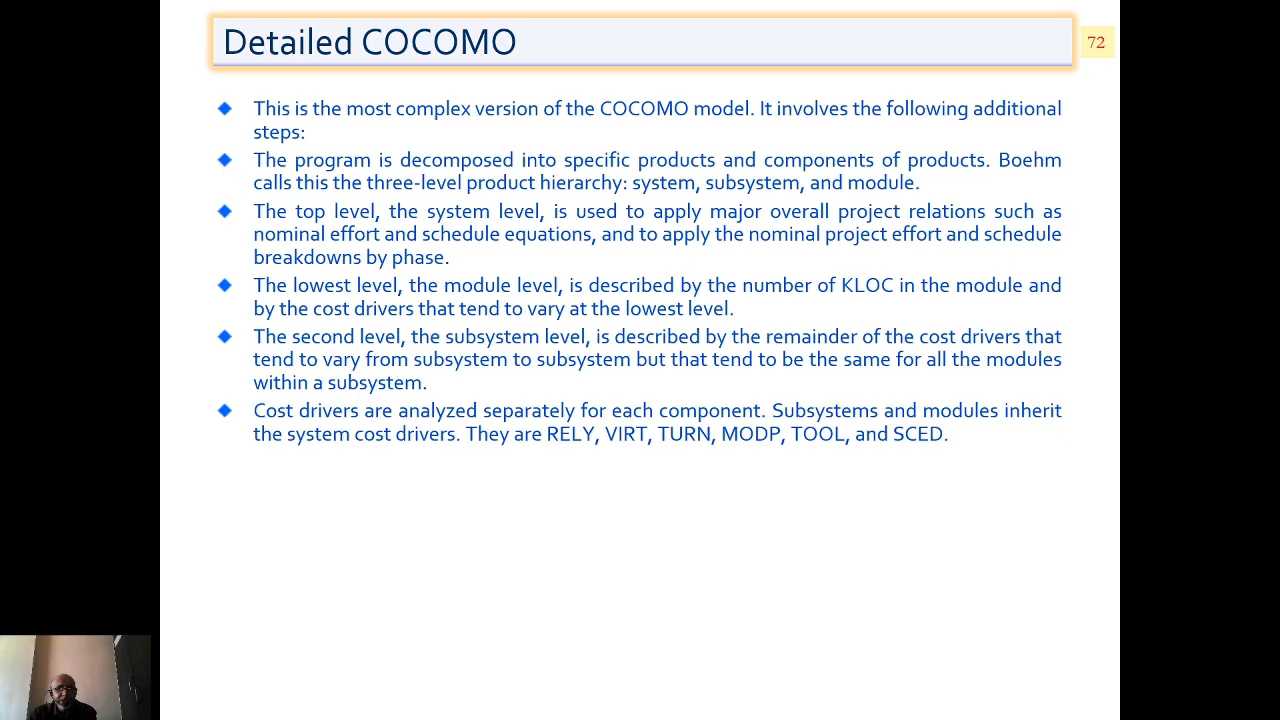 Detailed COCOMO
72
This is the most complex version of the COCOMO model. It involves the following additional
steps:
The program is decomposed into specific products and components of products. Boehm
calls this the three-level product hierarchy: system, subsystem, and module.
The top level, the system level, is used to apply major overall project relations such as
nominal effort and schedule equations, and to apply the nominal project effort and schedule
breakdowns by phase.
The lowest level, the module level, is described by the number of KLOC in the module and
by the cost drivers that tend to vary at the lowest level.
The second level, the subsystem level, is described by the remainder of the cost drivers that
tend to vary from subsystem to subsystem but that tend to be the same for all the modules
within a subsystem.
Cost drivers are analyzed separately for each component. Subsystems and modules inherit
the system cost drivers. They are RELY, VIRT, TURN, MODP, TOOL, and SCED.